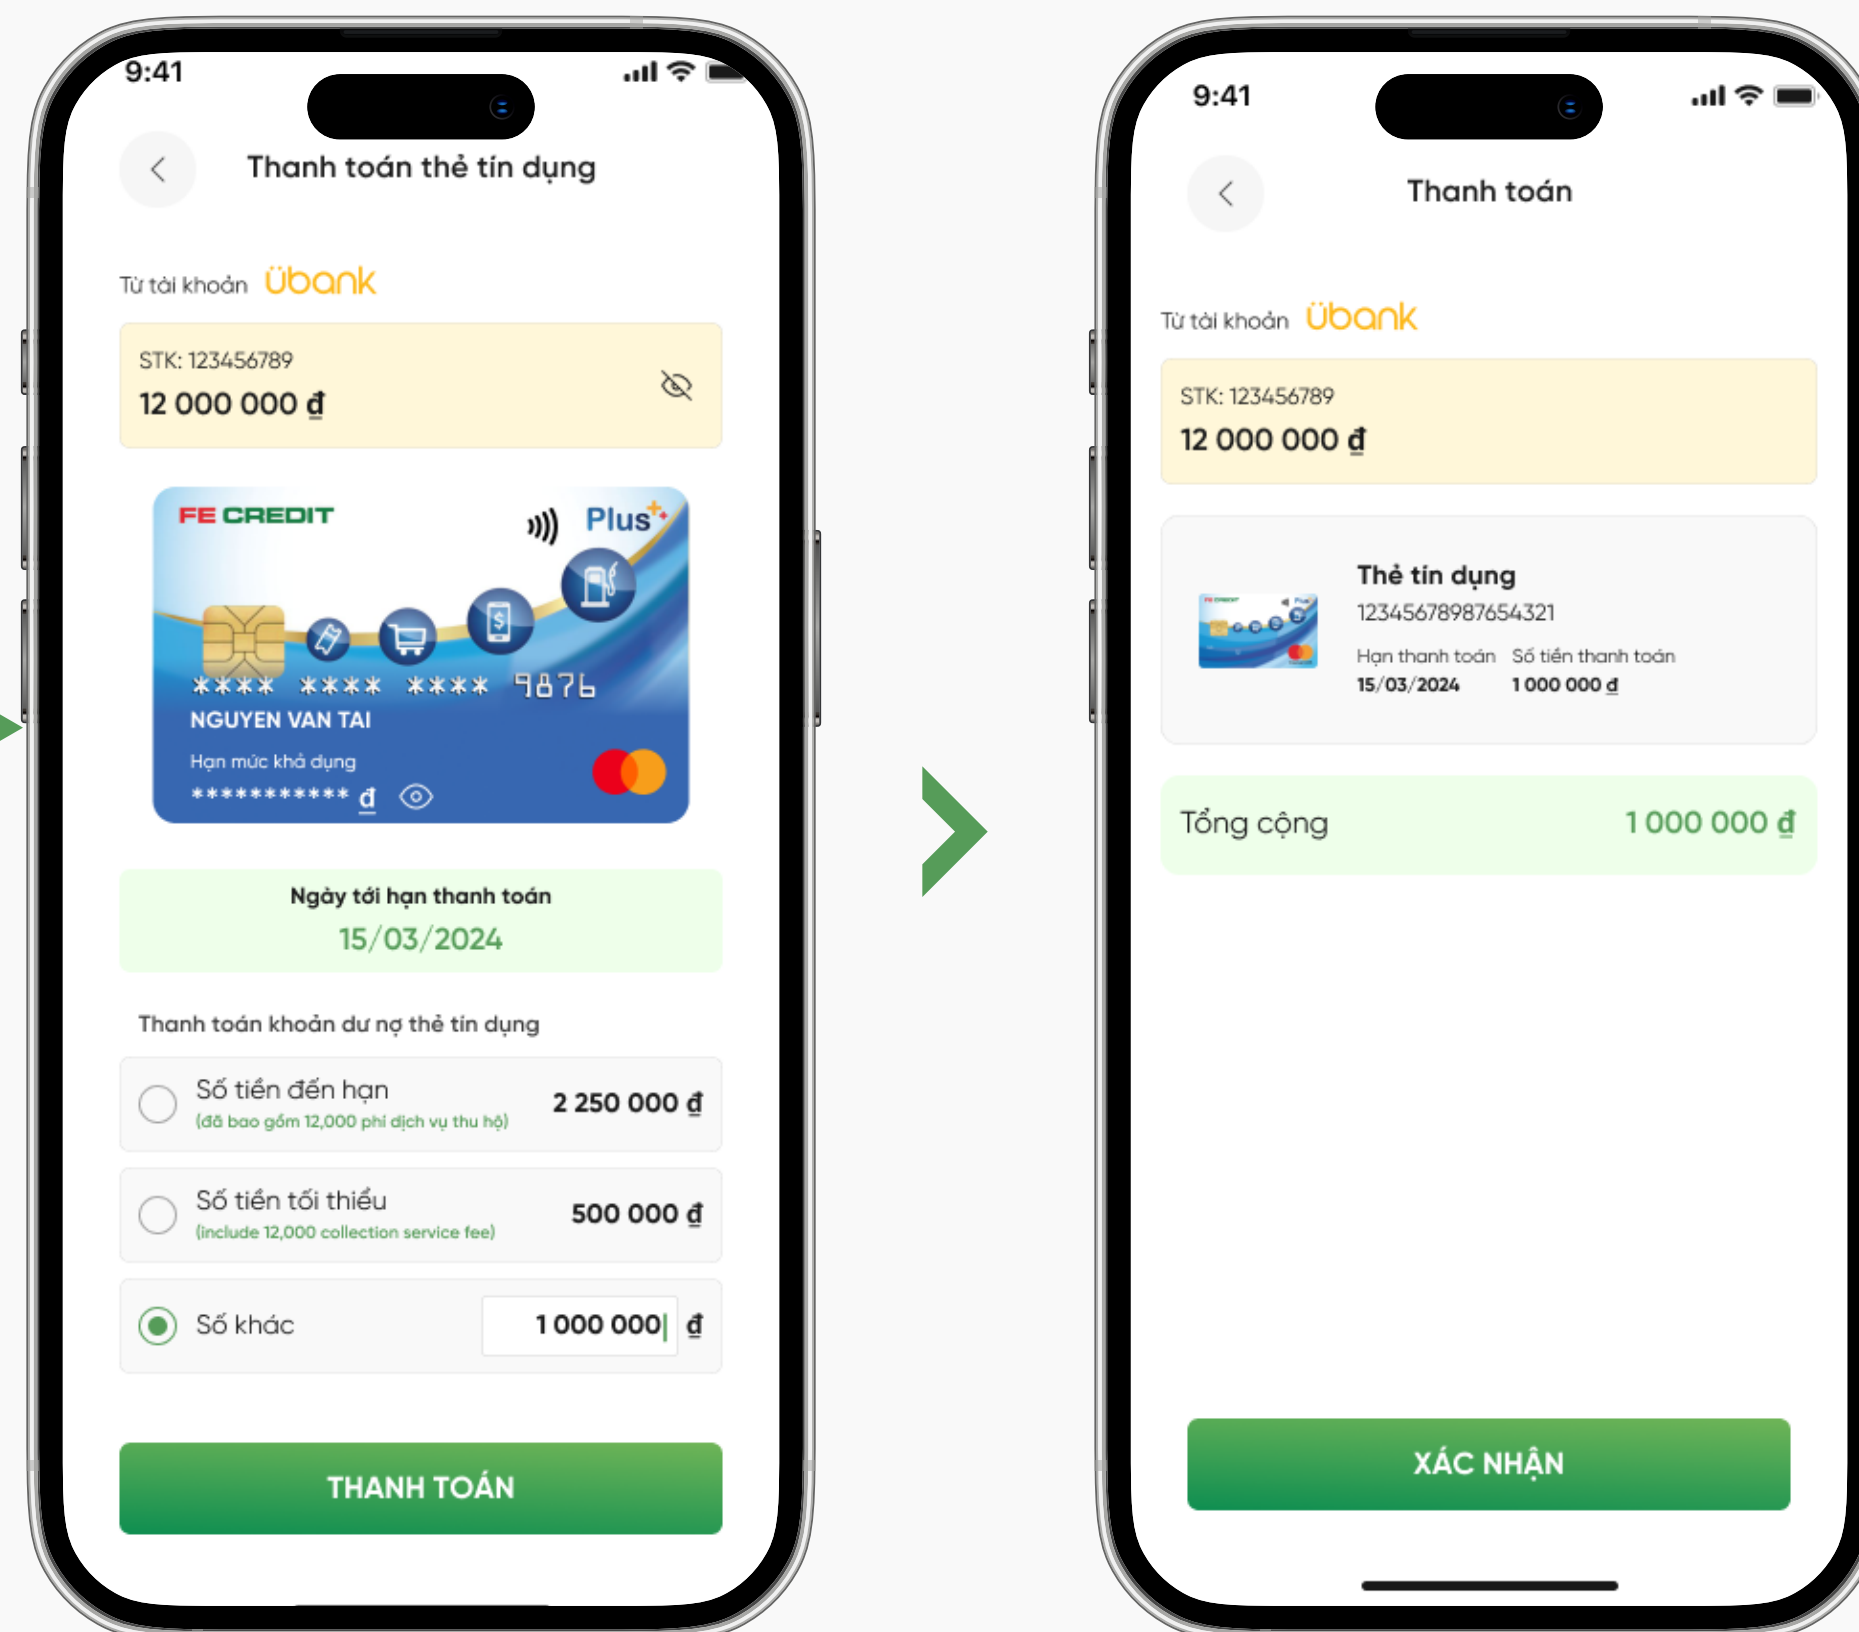 9:41
Thanh toán thẻ tín dụng
Từ tài khoản Übank
STK: 123456789
12 000 000 ₫
FE CREDIT
Plus
**** **** **** 9876
NGUYEN VAN TAI
Hạn mức khả dụng
*********** ₫
Ngày tới hạn thanh toán
15/03/2024
Thanh toán khoản dư nợ thẻ tín dụng
Số tiền đến hạn 2 250 000 ₫
(đã bao gồm 12,000 phí dịch vụ thu hộ)
Số tiền tối thiểu 500 000 ₫
(include 12,000 collection service fee)
Số khác 1 000 000 ₫
THANH TOÁN
9:41
Thanh toán
Từ tài khoản Übank
STK: 123456789
12 000 000 ₫
FE CREDIT Plus
Thẻ tín dụng
12345678987654321
Hạn thanh toán Số tiền thanh toán
15/03/2024 1 000 000 ₫
Tổng cộng 1 000 000 ₫
XÁC NHẬN